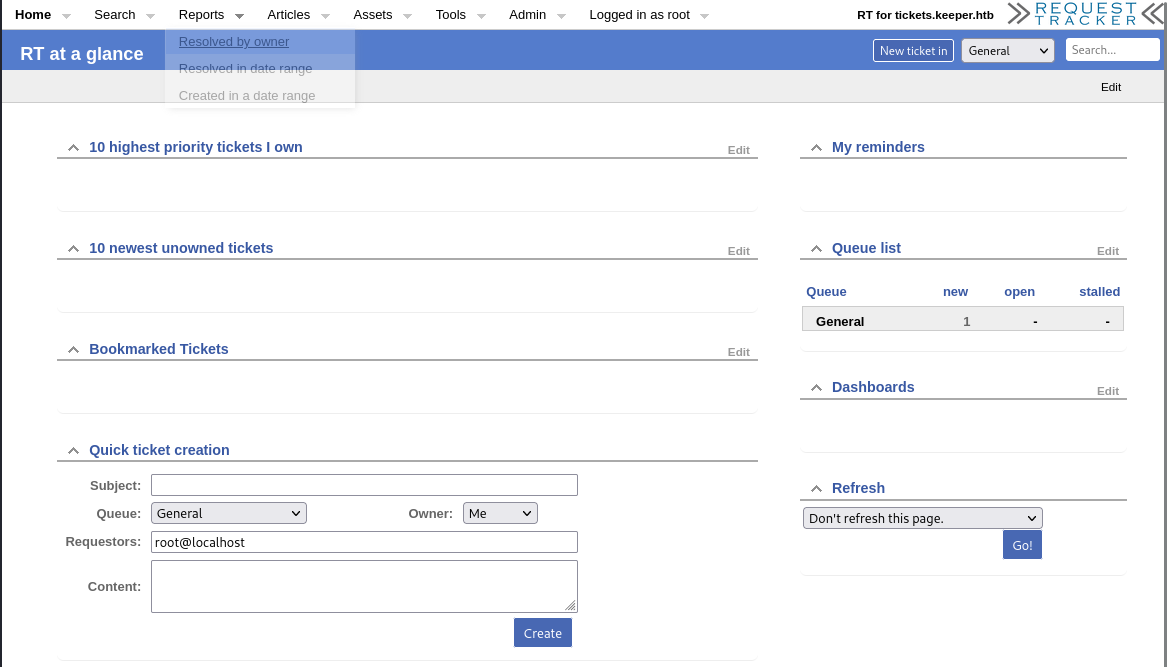 Home Search Reports Articles Assets Tools Admin Logged in as root RT for tickets.keeper.htb REQUEST TRACKER
Resolved by owner
RT at a glance New ticket in General Search...
Resolved in date range
Created in a date range
Edit
10 highest priority tickets I own Edit
My reminders
10 newest unowned tickets Edit
Queue list Edit
Queue new open stalled
General 1 - -
Bookmarked Tickets Edit
Dashboards Edit
Quick ticket creation
Subject:
Queue: General Owner: Me
Requestors: root@localhost
Content:
Create
Refresh
Don't refresh this page.
Go!